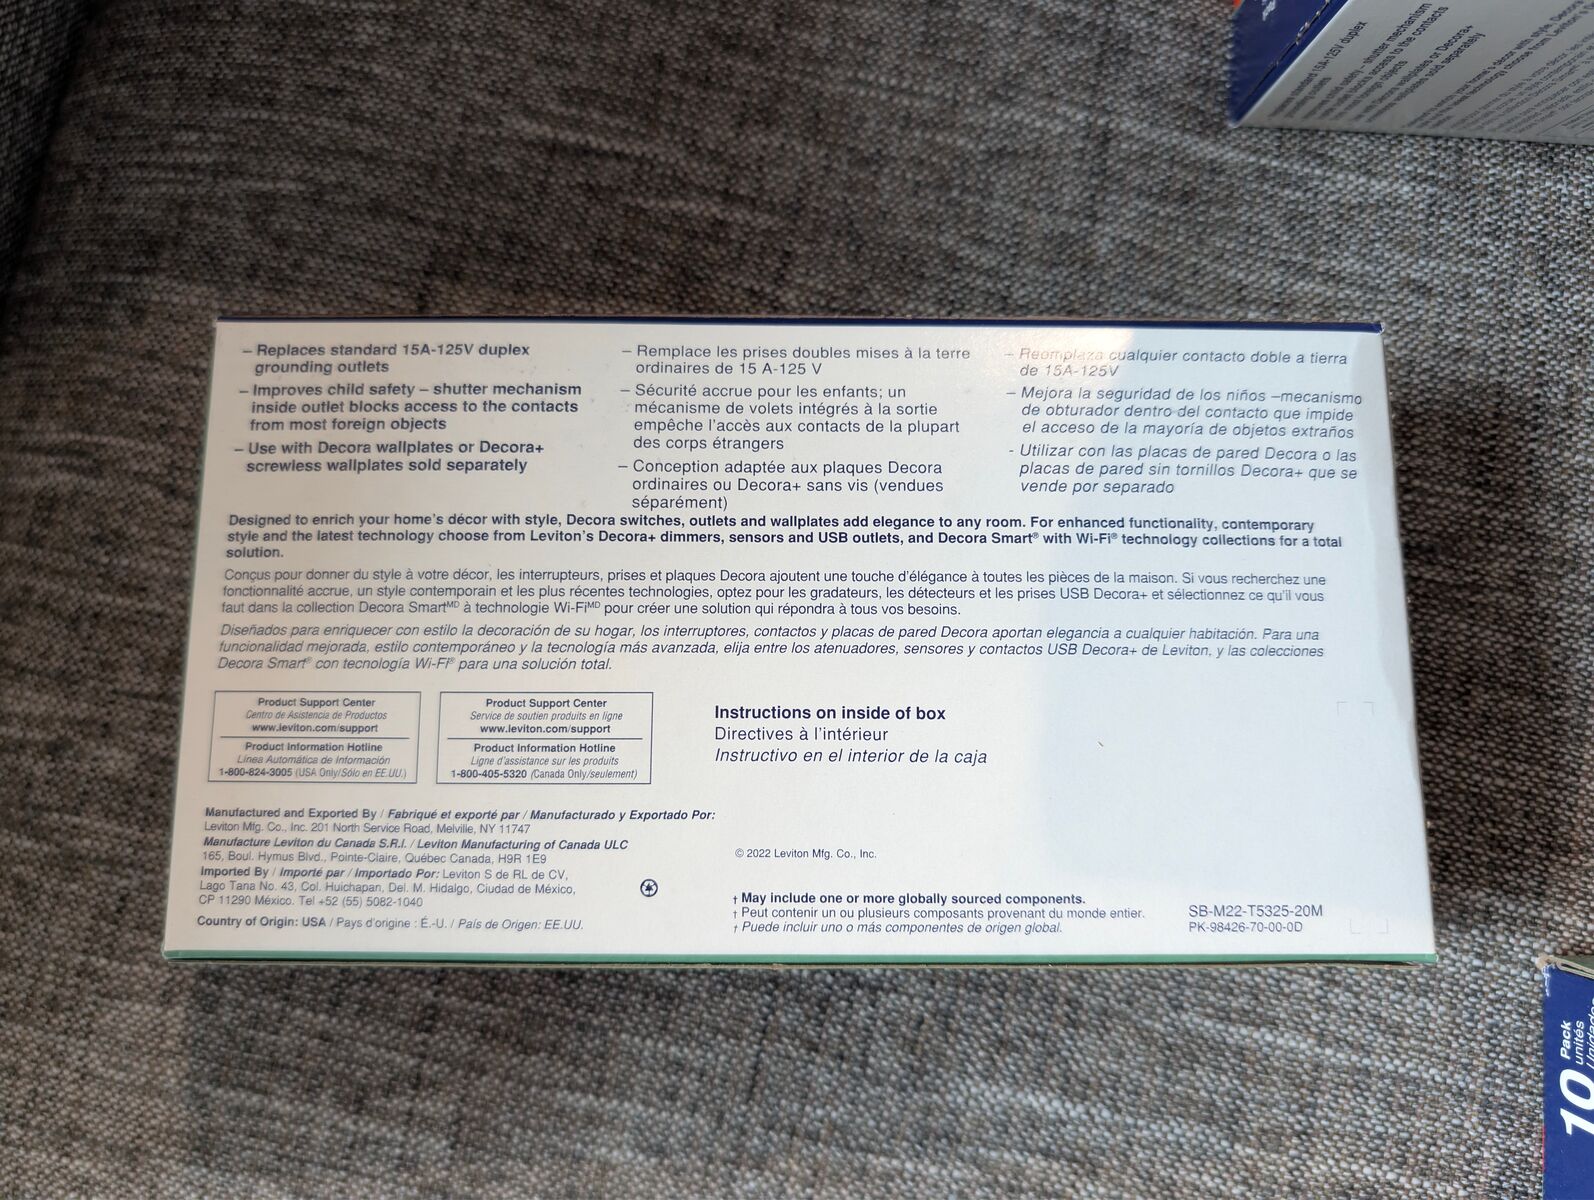 – Replaces standard 15A-125V duplex
grounding outlets
– Improves child safety – shutter mechanism
inside outlet blocks access to the contacts
from most foreign objects
– Use with Decora wallplates or Decora+
screwless wallplates sold separately
– Remplace les prises doubles mises à la terre
ordinaires de 15 A-125 V
– Sécurité accrue pour les enfants; un
mécanisme de volets intégrés à la sortie
empêche l'accès aux contacts de la plupart
des corps étrangers
– Conception adaptée aux plaques Decora
ordinaires ou Decora+ sans vis (vendues
séparément)
– Reemplaza cualquier contacto doble a tierra
de 15A-125V
– Mejora la seguridad de los niños –mecanismo
de obturador dentro del contacto que impide
el acceso de la mayoría de objetos extraños
- Utilizar con las placas de pared Decora o las
placas de pared sin tornillos Decora+ que se
vende por separado
Designed to enrich your home's décor with style, Decora switches, outlets and wallplates add elegance to any room. For enhanced functionality, contemporary
style and the latest technology choose from Leviton's Decora+ dimmers, sensors and USB outlets, and Decora Smart® with Wi-Fi® technology collections for a total
solution.
Conçus pour donner du style à votre décor, les interrupteurs, prises et plaques Decora ajoutent une touche d'élégance à toutes les pièces de la maison. Si vous recherchez une
fonctionnalité accrue, un style contemporain et les plus récentes technologies, optez pour les gradateurs, les détecteurs et les prises USB Decora+ et sélectionnez ce qu'il vous
faut dans la collection Decora Smart<sup>MD</sup> à technologie Wi-Fi<sup>MD</sup> pour créer une solution qui répondra à tous vos besoins.
Diseñados para enriquecer con estilo la decoración de su hogar, los interruptores, contactos y placas de pared Decora aportan elegancia a cualquier habitación. Para una
funcionalidad mejorada, estilo contemporáneo y la tecnología más avanzada, elija entre los atenuadores, sensores y contactos USB Decora+ de Leviton, y las colecciones
Decora Smart® con tecnología Wi-Fi® para una solución total.
Product Support Center
Centro de Asistencia de Productos
www.leviton.com/support
Product Information Hotline
Línea Automática de Información
1-800-824-3005 (USA Only/Sólo en EE.UU.)
Product Support Center
Service de soutien produits en ligne
www.leviton.com/support
Product Information Hotline
Ligne d'assistance sur les produits
1-800-405-5320 (Canada Only/seulement)
Instructions on inside of box
Directives à l'intérieur
Instructivo en el interior de la caja
Manufactured and Exported By / Fabriqué et exporté par / Manufacturado y Exportado Por:
Leviton Mfg. Co., Inc. 201 North Service Road, Melville, NY 11747
Manufacture Leviton du Canada S.R.I. / Leviton Manufacturing of Canada ULC
165, Boul. Hymus Blvd., Pointe-Claire, Québec Canada, H9R 1E9
Imported By / Importé par / Importado Por: Leviton S de RL de CV,
Lago Tana No. 43, Col. Huichapan, Del. M. Hidalgo, Ciudad de México,
CP 11290 México. Tel +52 (55) 5082-1040
Country of Origin: USA / Pays d'origine : É.-U. / País de Origen: EE.UU.
© 2022 Leviton Mfg. Co., Inc.
† May include one or more globally sourced components.
† Peut contenir un ou plusieurs composants provenant du monde entier.
† Puede incluir uno o más componentes de origen global.
SB-M22-T5325-20M
PK-98426-70-00-0D
10 Pack
unités
Unidades